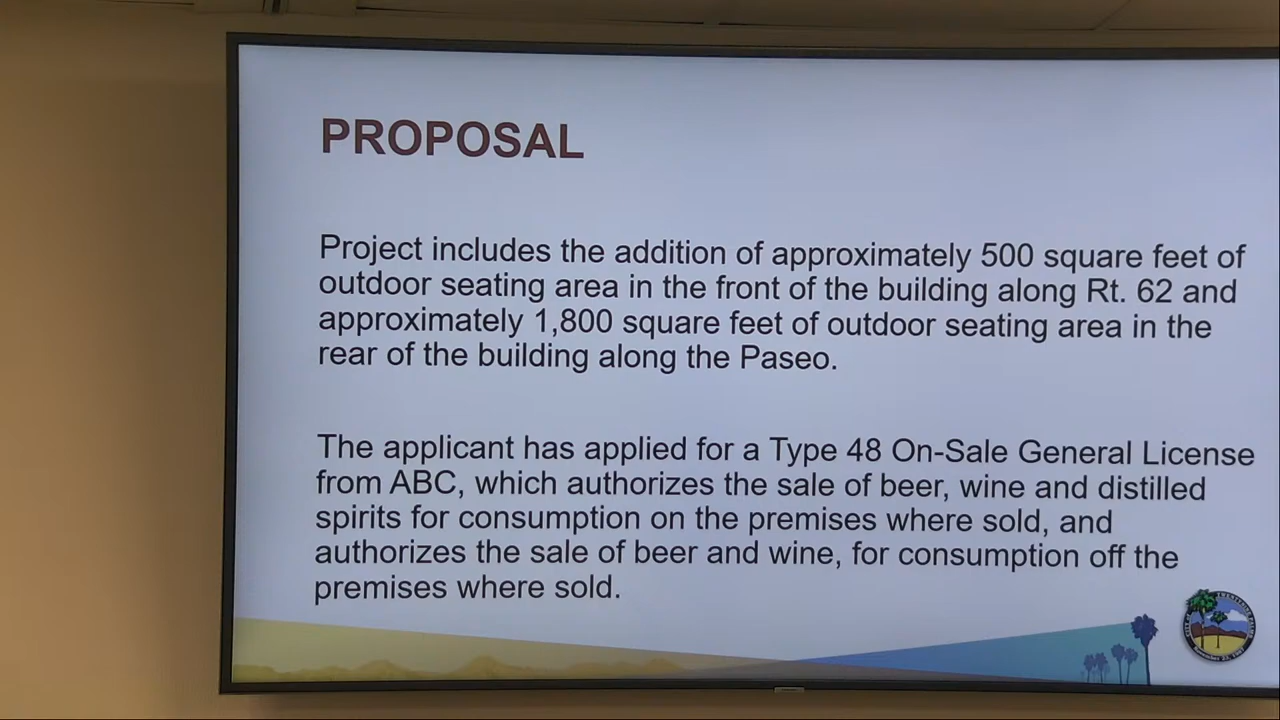 PROPOSAL
Project includes the addition of approximately 500 square feet of
outdoor seating area in the front of the building along Rt. 62 and
approximately 1,800 square feet of outdoor seating area in the
rear of the building along the Paseo.
The applicant has applied for a Type 48 On-Sale General License
from ABC, which authorizes the sale of beer, wine and distilled
spirits for consumption on the premises where sold, and
authorizes the sale of beer and wine, for consumption off the
premises where sold.